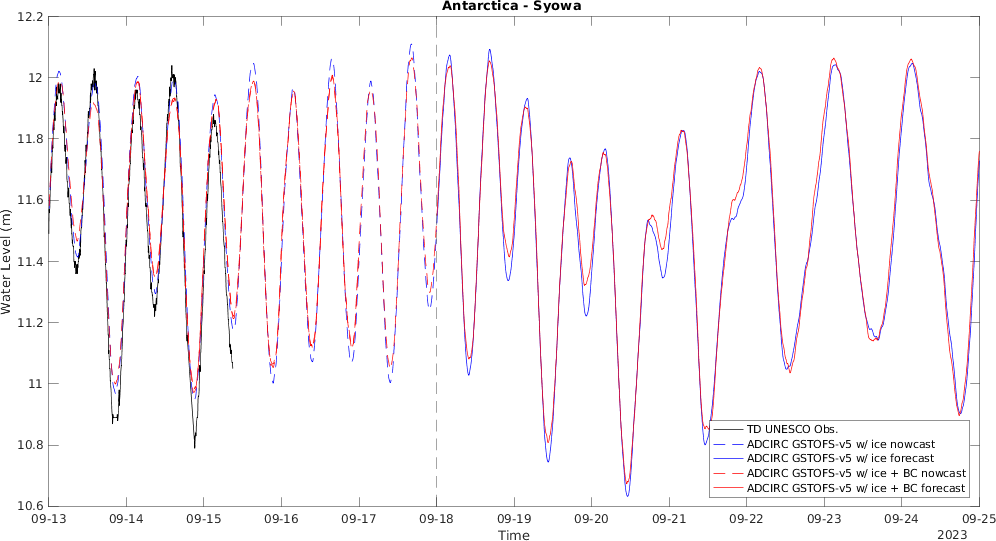 Antarctica - Syowa
Water Level (m)
12.2
12
11.8
11.6
11.4
11.2
11
10.8
10.6
TD UNESCO Obs.
ADCIRC GSTOFS-v5 w/ ice nowcast
ADCIRC GSTOFS-v5 w/ ice forecast
ADCIRC GSTOFS-v5 w/ ice + BC nowcast
ADCIRC GSTOFS-v5 w/ ice + BC forecast
09-13 09-14 09-15 09-16 09-17 09-18 09-19 09-20 09-21 09-22 09-23 09-24 09-25
Time
2023